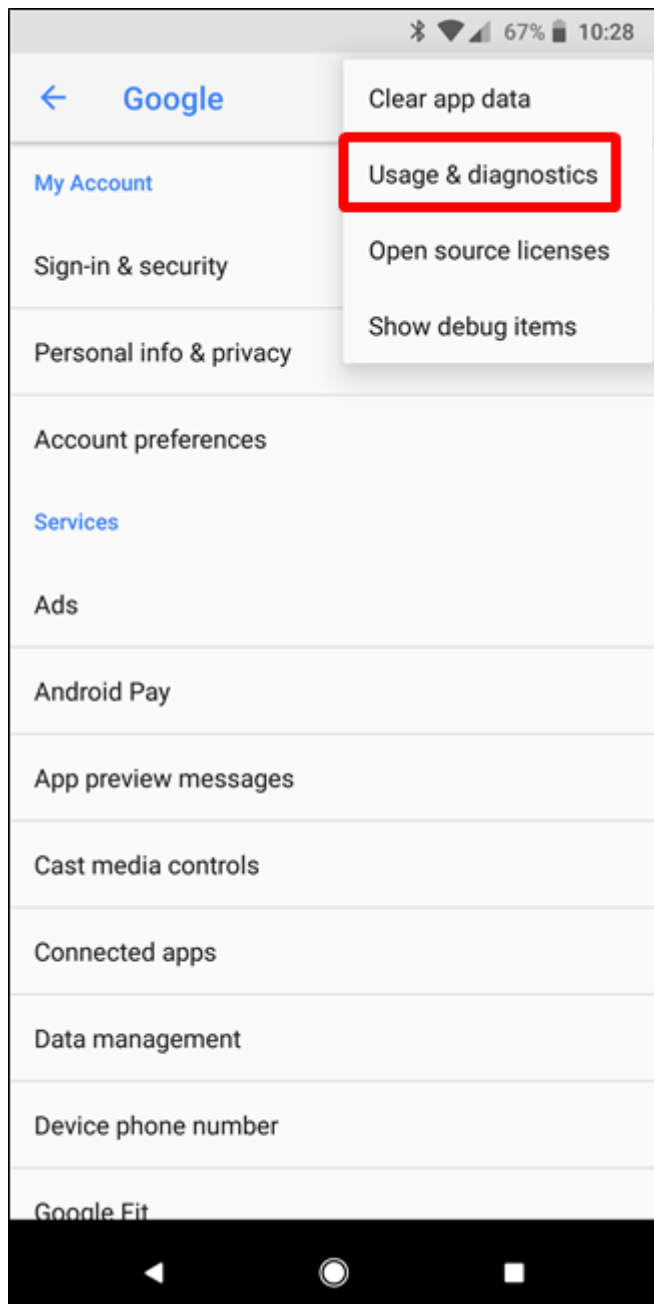 67% 10:28
Google
Clear app data
Usage & diagnostics
Open source licenses
Show debug items
My Account
Sign-in & security
Personal info & privacy
Account preferences
Services
Ads
Android Pay
App preview messages
Cast media controls
Connected apps
Data management
Device phone number
Google Fit